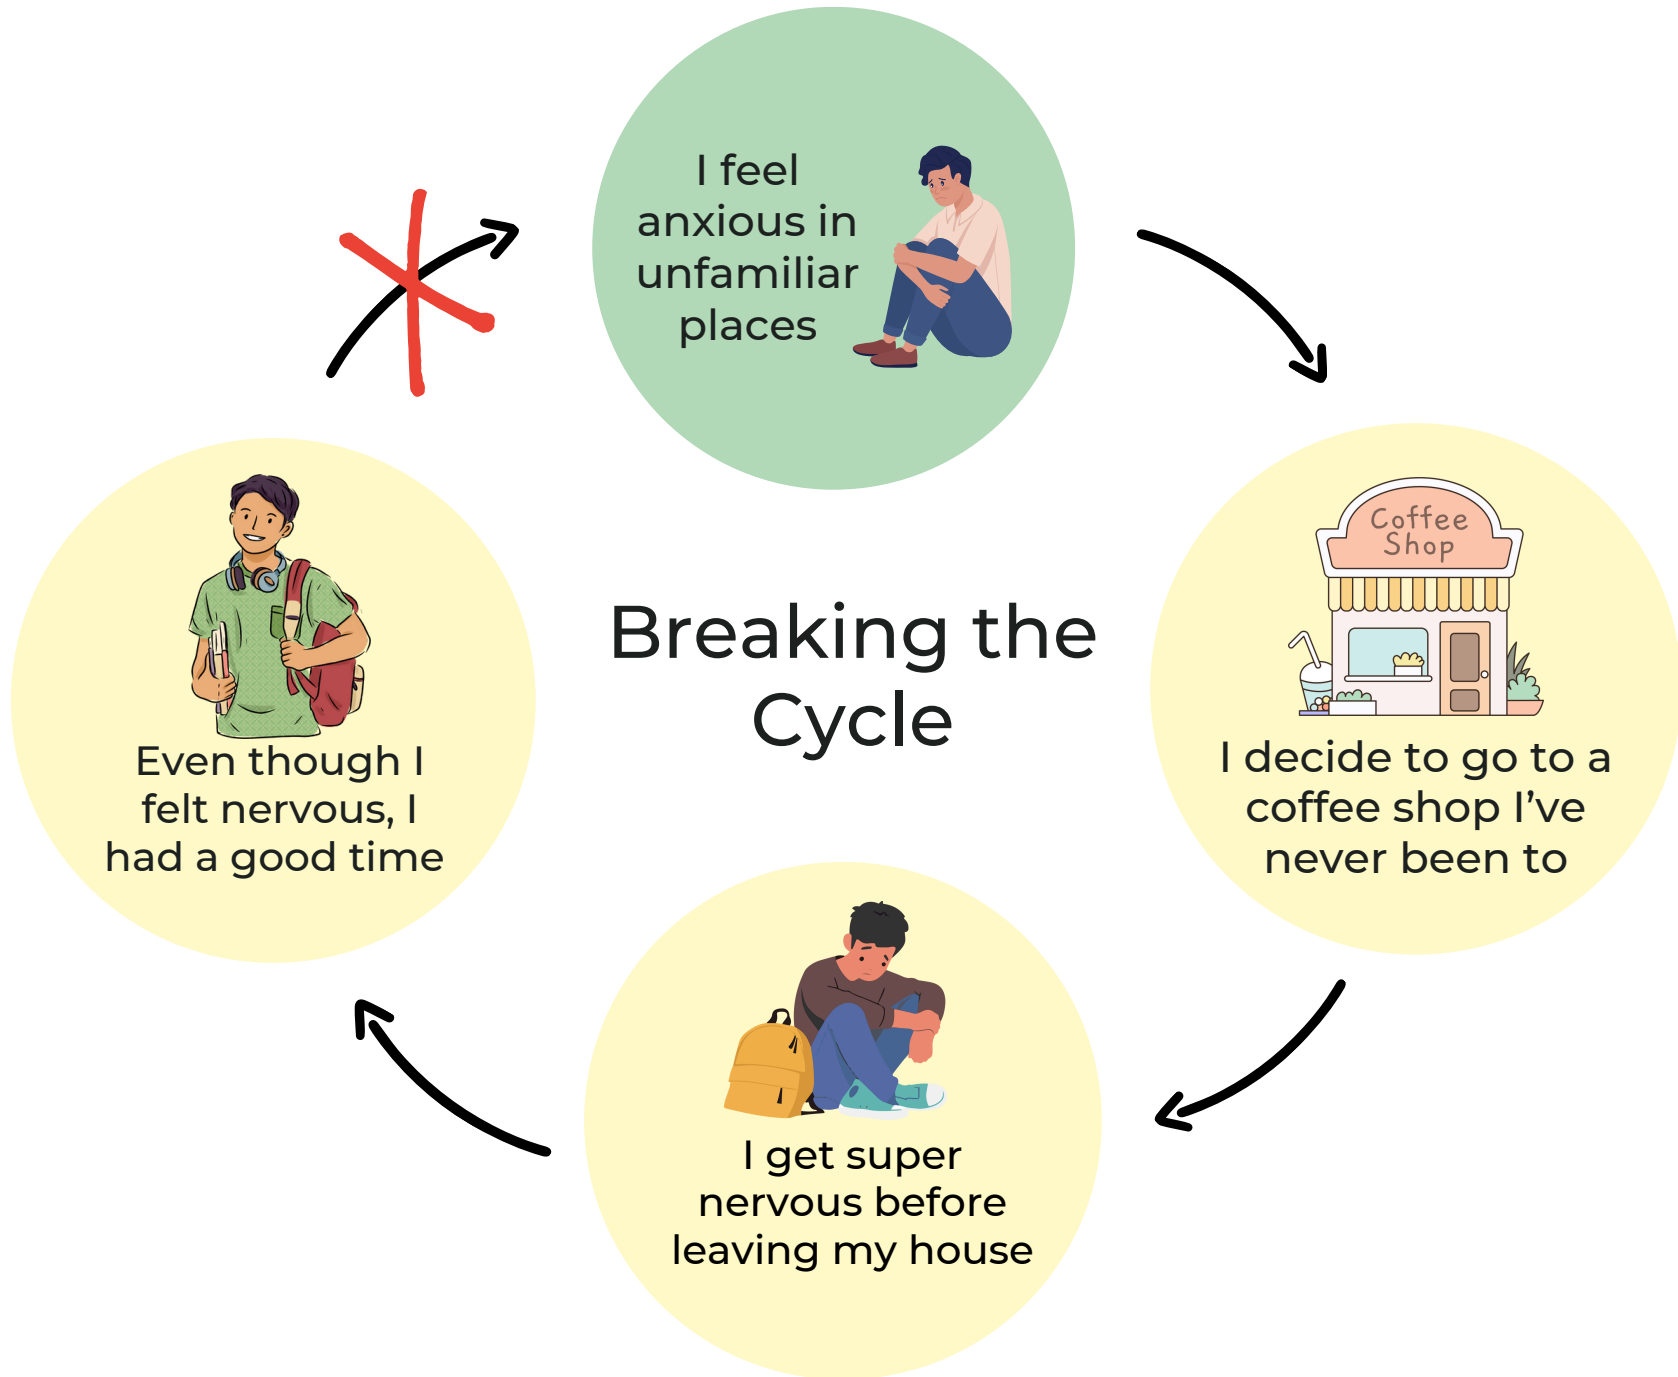 I feel
anxious in
unfamiliar
places
Coffee
Shop
I decide to go to a
coffee shop I’ve
never been to
I get super
nervous before
leaving my house
Even though I
felt nervous, I
had a good time
Breaking the
Cycle